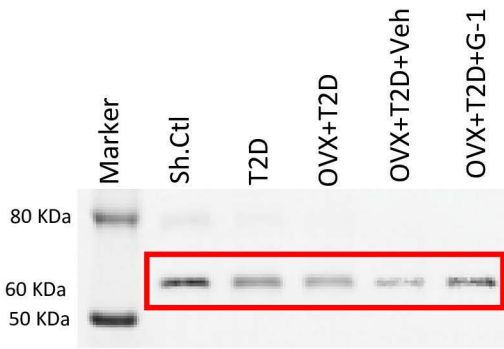 Marker
Sh.Ctl
T2D
OVX+T2D
OVX+T2D+Veh
OVX+T2D+G-1
80 KDa
60 KDa
50 KDa